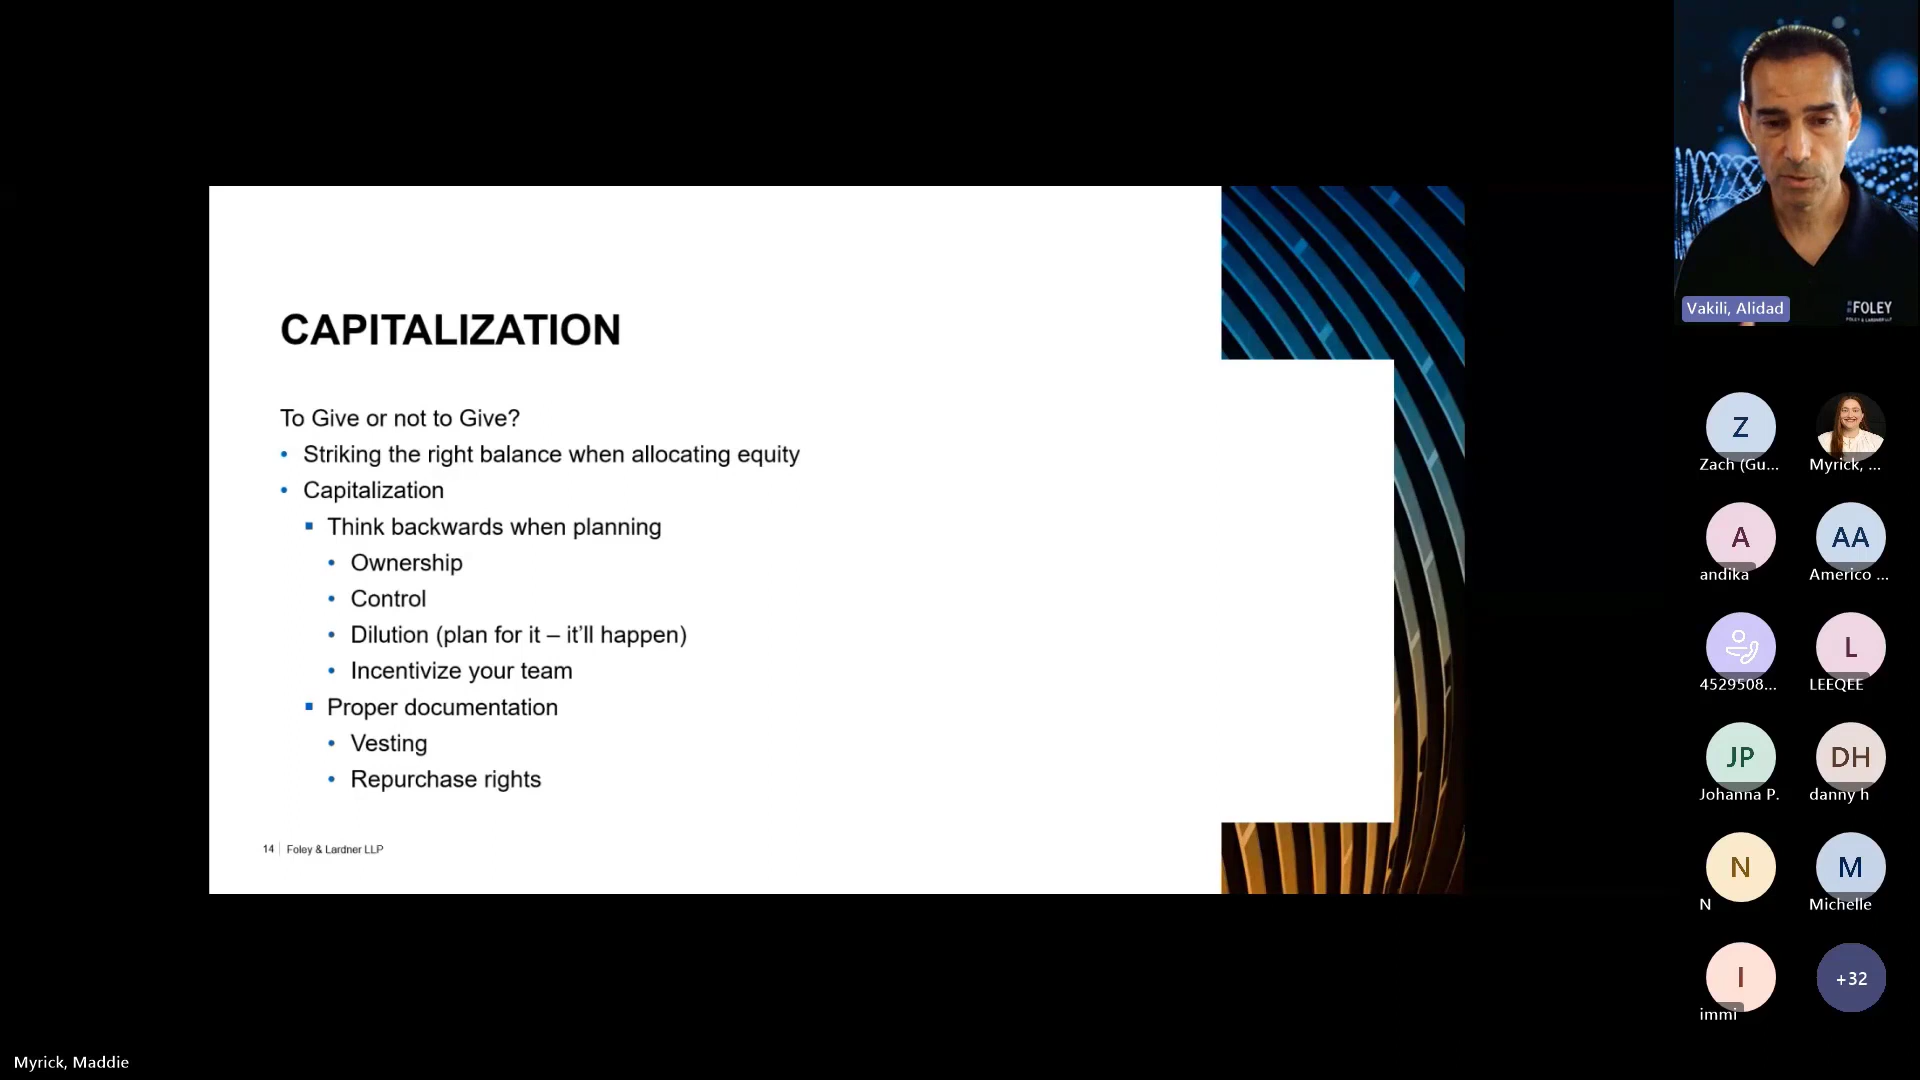 CAPITALIZATION
To Give or not to Give?
• Striking the right balance when allocating equity
• Capitalization
▪ Think backwards when planning
• Ownership
• Control
• Dilution (plan for it – it'll happen)
• Incentivize your team
▪ Proper documentation
• Vesting
• Repurchase rights
14 Foley & Lardner LLP
Vakili, Alidad
:FOLEY
FOLEY & LARDNER LLP
Z
Zach (Gu...
Myrick, ...
A
andika
AA
Americo ...
4529508...
L
LEEQEE
JP
Johanna P.
DH
danny h
N
N
M
Michelle
I
immi
+32
Myrick, Maddie